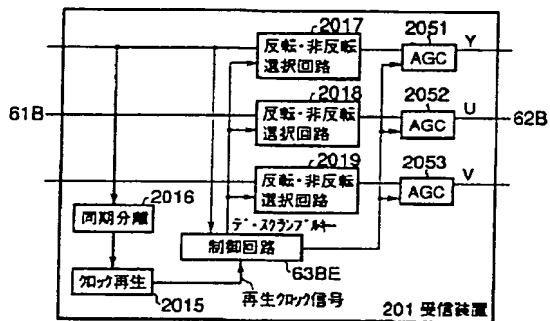 2017
反転・非反転
選択回路
2051
AGC
Y
2018
反転・非反転
選択回路
2052
AGC
U
61B
62B
2019
反転・非反転
選択回路
2053
AGC
V
同期分離
2016
デ・スクランブルキー
制御回路
63BE
クロック再生
2015
再生クロック信号
201 受信装置